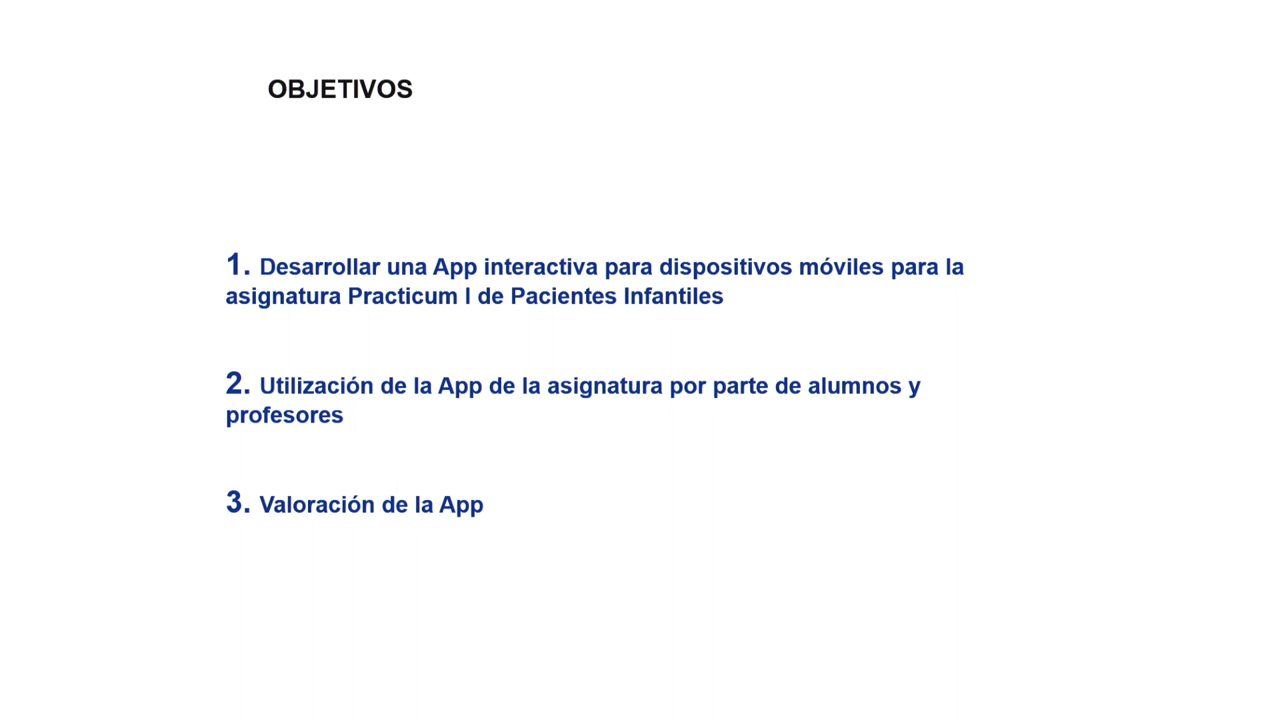 OBJETIVOS
1. Desarrollar una App interactiva para dispositivos móviles para la
asignatura Practicum I de Pacientes Infantiles
2. Utilización de la App de la asignatura por parte de alumnos y
profesores
3. Valoración de la App